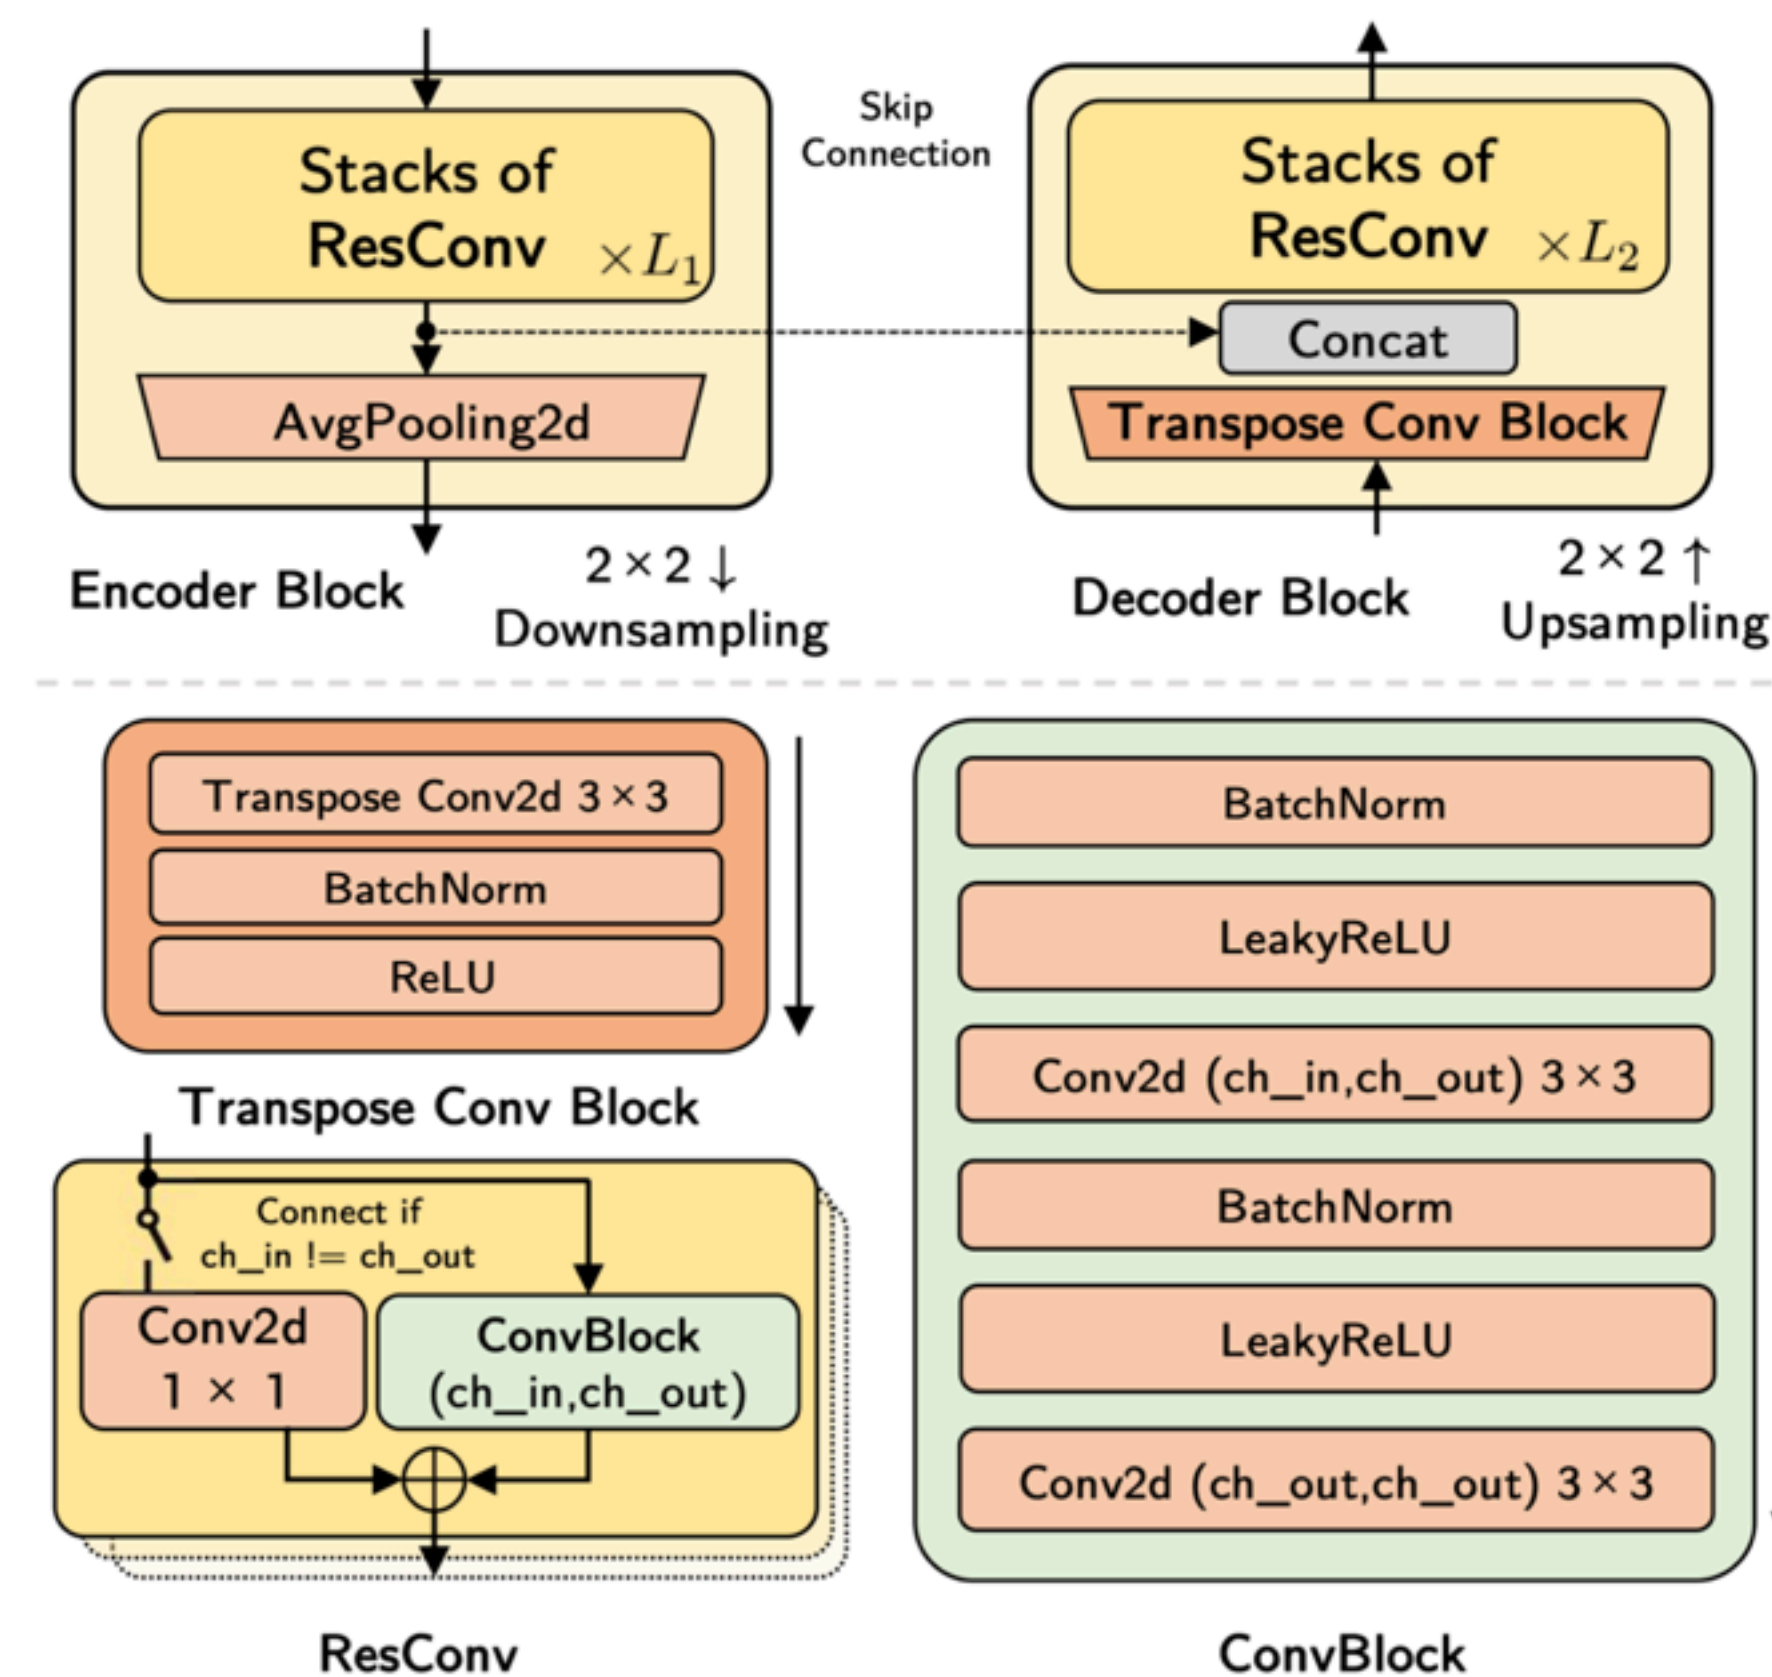 Stacks of
ResConv ×L₁
AvgPooling2d
Encoder Block
2×2 ↓
Downsampling
Skip
Connection
Stacks of
ResConv ×L₂
Concat
Transpose Conv Block
Decoder Block
2×2 ↑
Upsampling
Transpose Conv2d 3×3
BatchNorm
ReLU
Transpose Conv Block
Connect if
ch_in != ch_out
Conv2d
1 × 1
ConvBlock
(ch_in,ch_out)
ResConv
BatchNorm
LeakyReLU
Conv2d (ch_in,ch_out) 3×3
BatchNorm
LeakyReLU
Conv2d (ch_out,ch_out) 3×3
ConvBlock